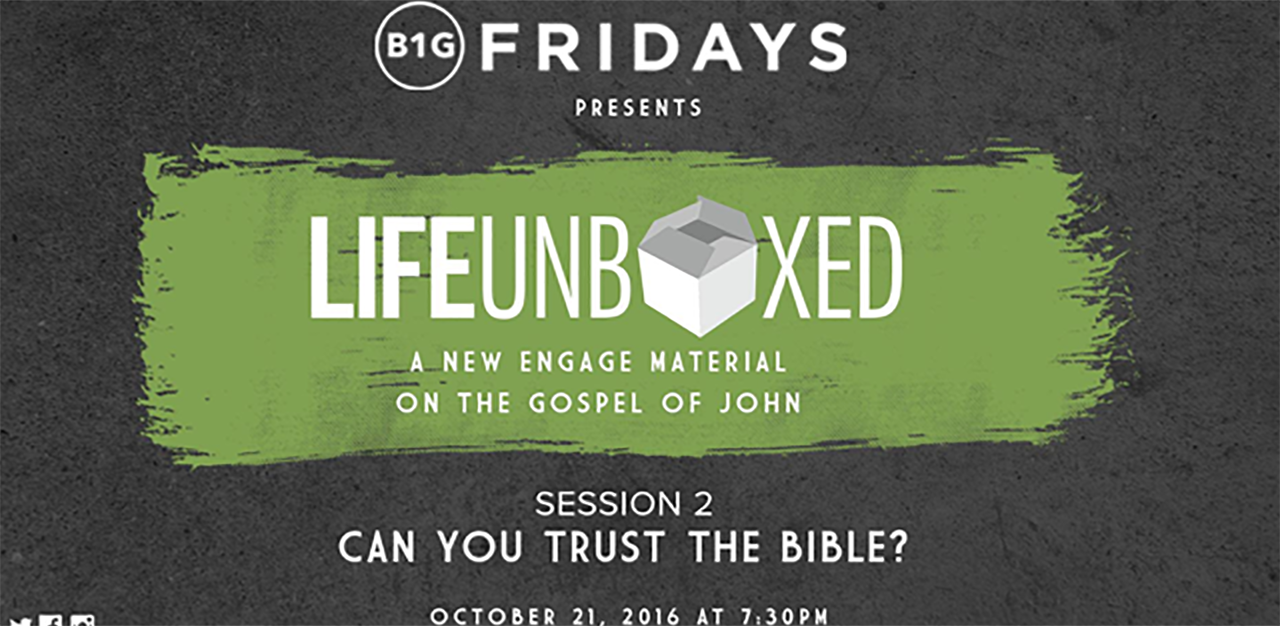 B1G FRIDAYS
PRESENTS
LIFEUNBOXED
A NEW ENGAGE MATERIAL
ON THE GOSPEL OF JOHN
SESSION 2
CAN YOU TRUST THE BIBLE?
OCTOBER 21, 2016 AT 7:30PM